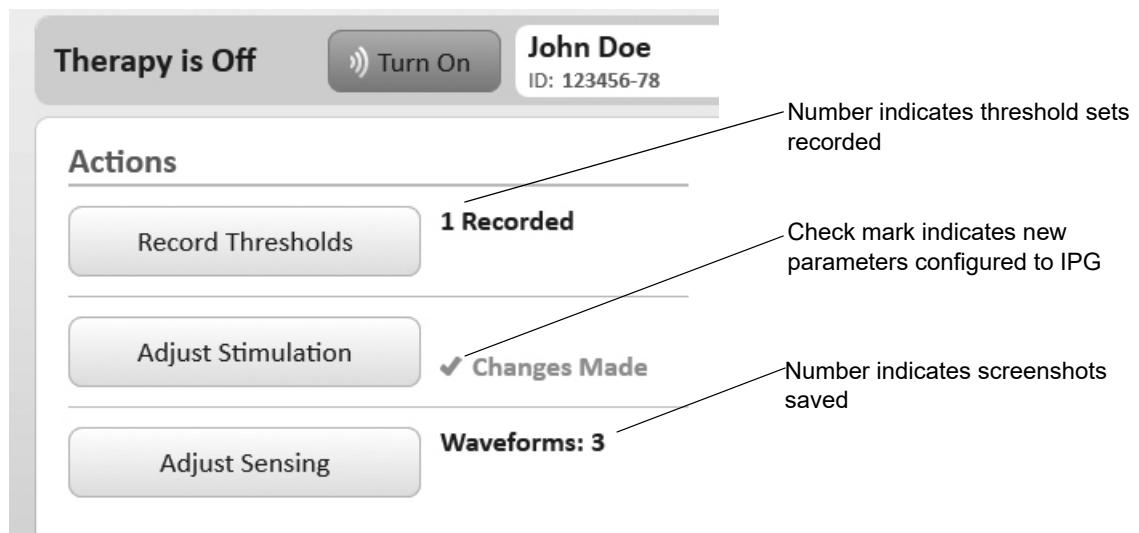 Therapy is Off
Turn On
John Doe
ID: 123456-78
Number indicates threshold sets
recorded
Actions
Record Thresholds
1 Recorded
Check mark indicates new
parameters configured to IPG
Adjust Stimulation
✔ Changes Made
Number indicates screenshots
saved
Adjust Sensing
Waveforms: 3